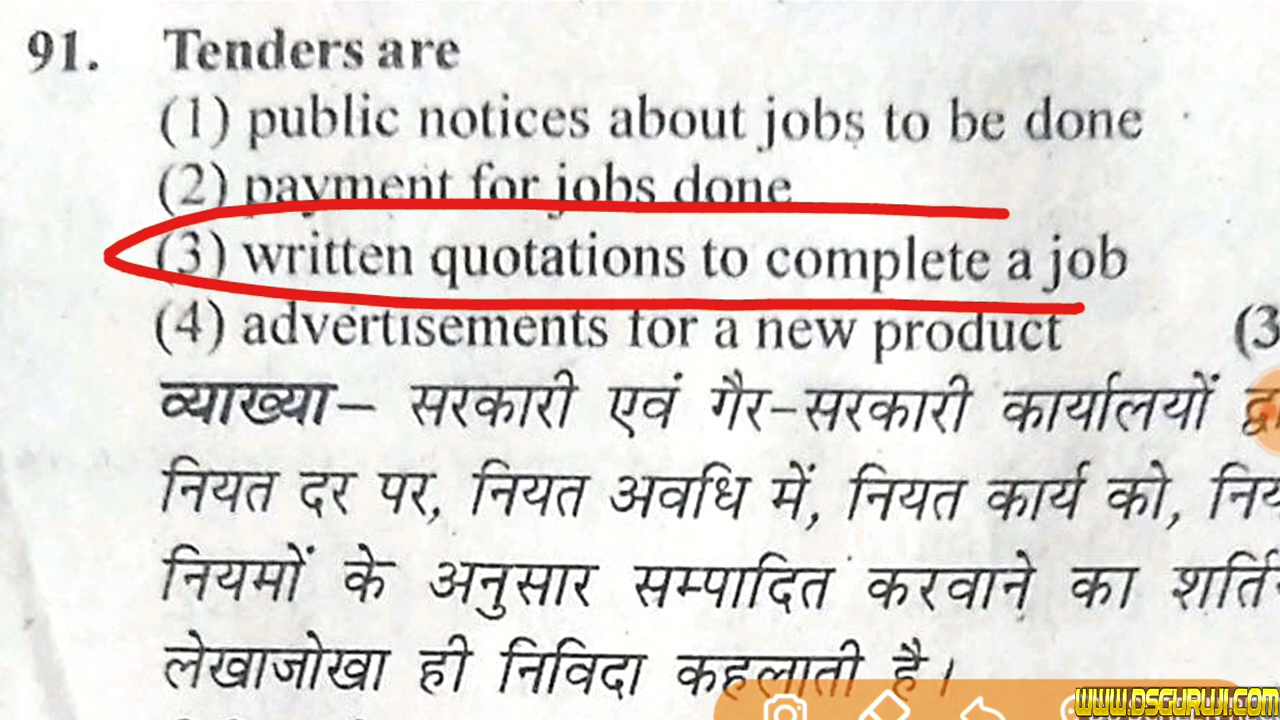 91. Tenders are
(1) public notices about jobs to be done
(2) payment for jobs done
(3) written quotations to complete a job
(4) advertisements for a new product (3
व्याख्या– सरकारी एवं गैर-सरकारी कार्यालयों
नियत दर पर, नियत अवधि में, नियत कार्य को,
नियमों के अनुसार सम्पादित करवाने का
लेखाजोखा ही निविदा कहलाती है।
WWW.DSGURUJI.COM